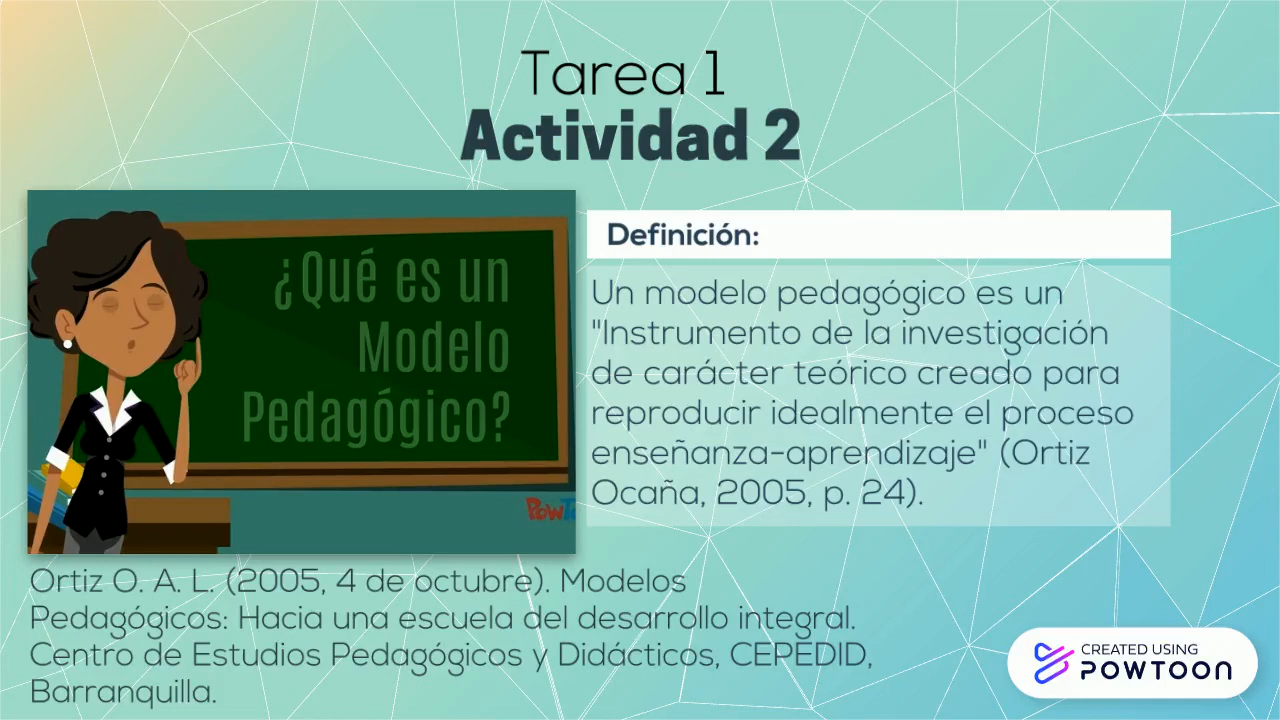 Tarea 1
Actividad 2
¿Qué es un
Modelo
Pedagógico?
Definición:
Un modelo pedagógico es un
"Instrumento de la investigación
de carácter teórico creado para
reproducir idealmente el proceso
enseñanza-aprendizaje" (Ortiz
Ocaña, 2005, p. 24).
Ortiz O. A. L. (2005, 4 de octubre). Modelos
Pedagógicos: Hacia una escuela del desarrollo integral.
Centro de Estudios Pedagógicos y Didácticos, CEPEDID,
Barranquilla.
CREATED USING
POWTOON